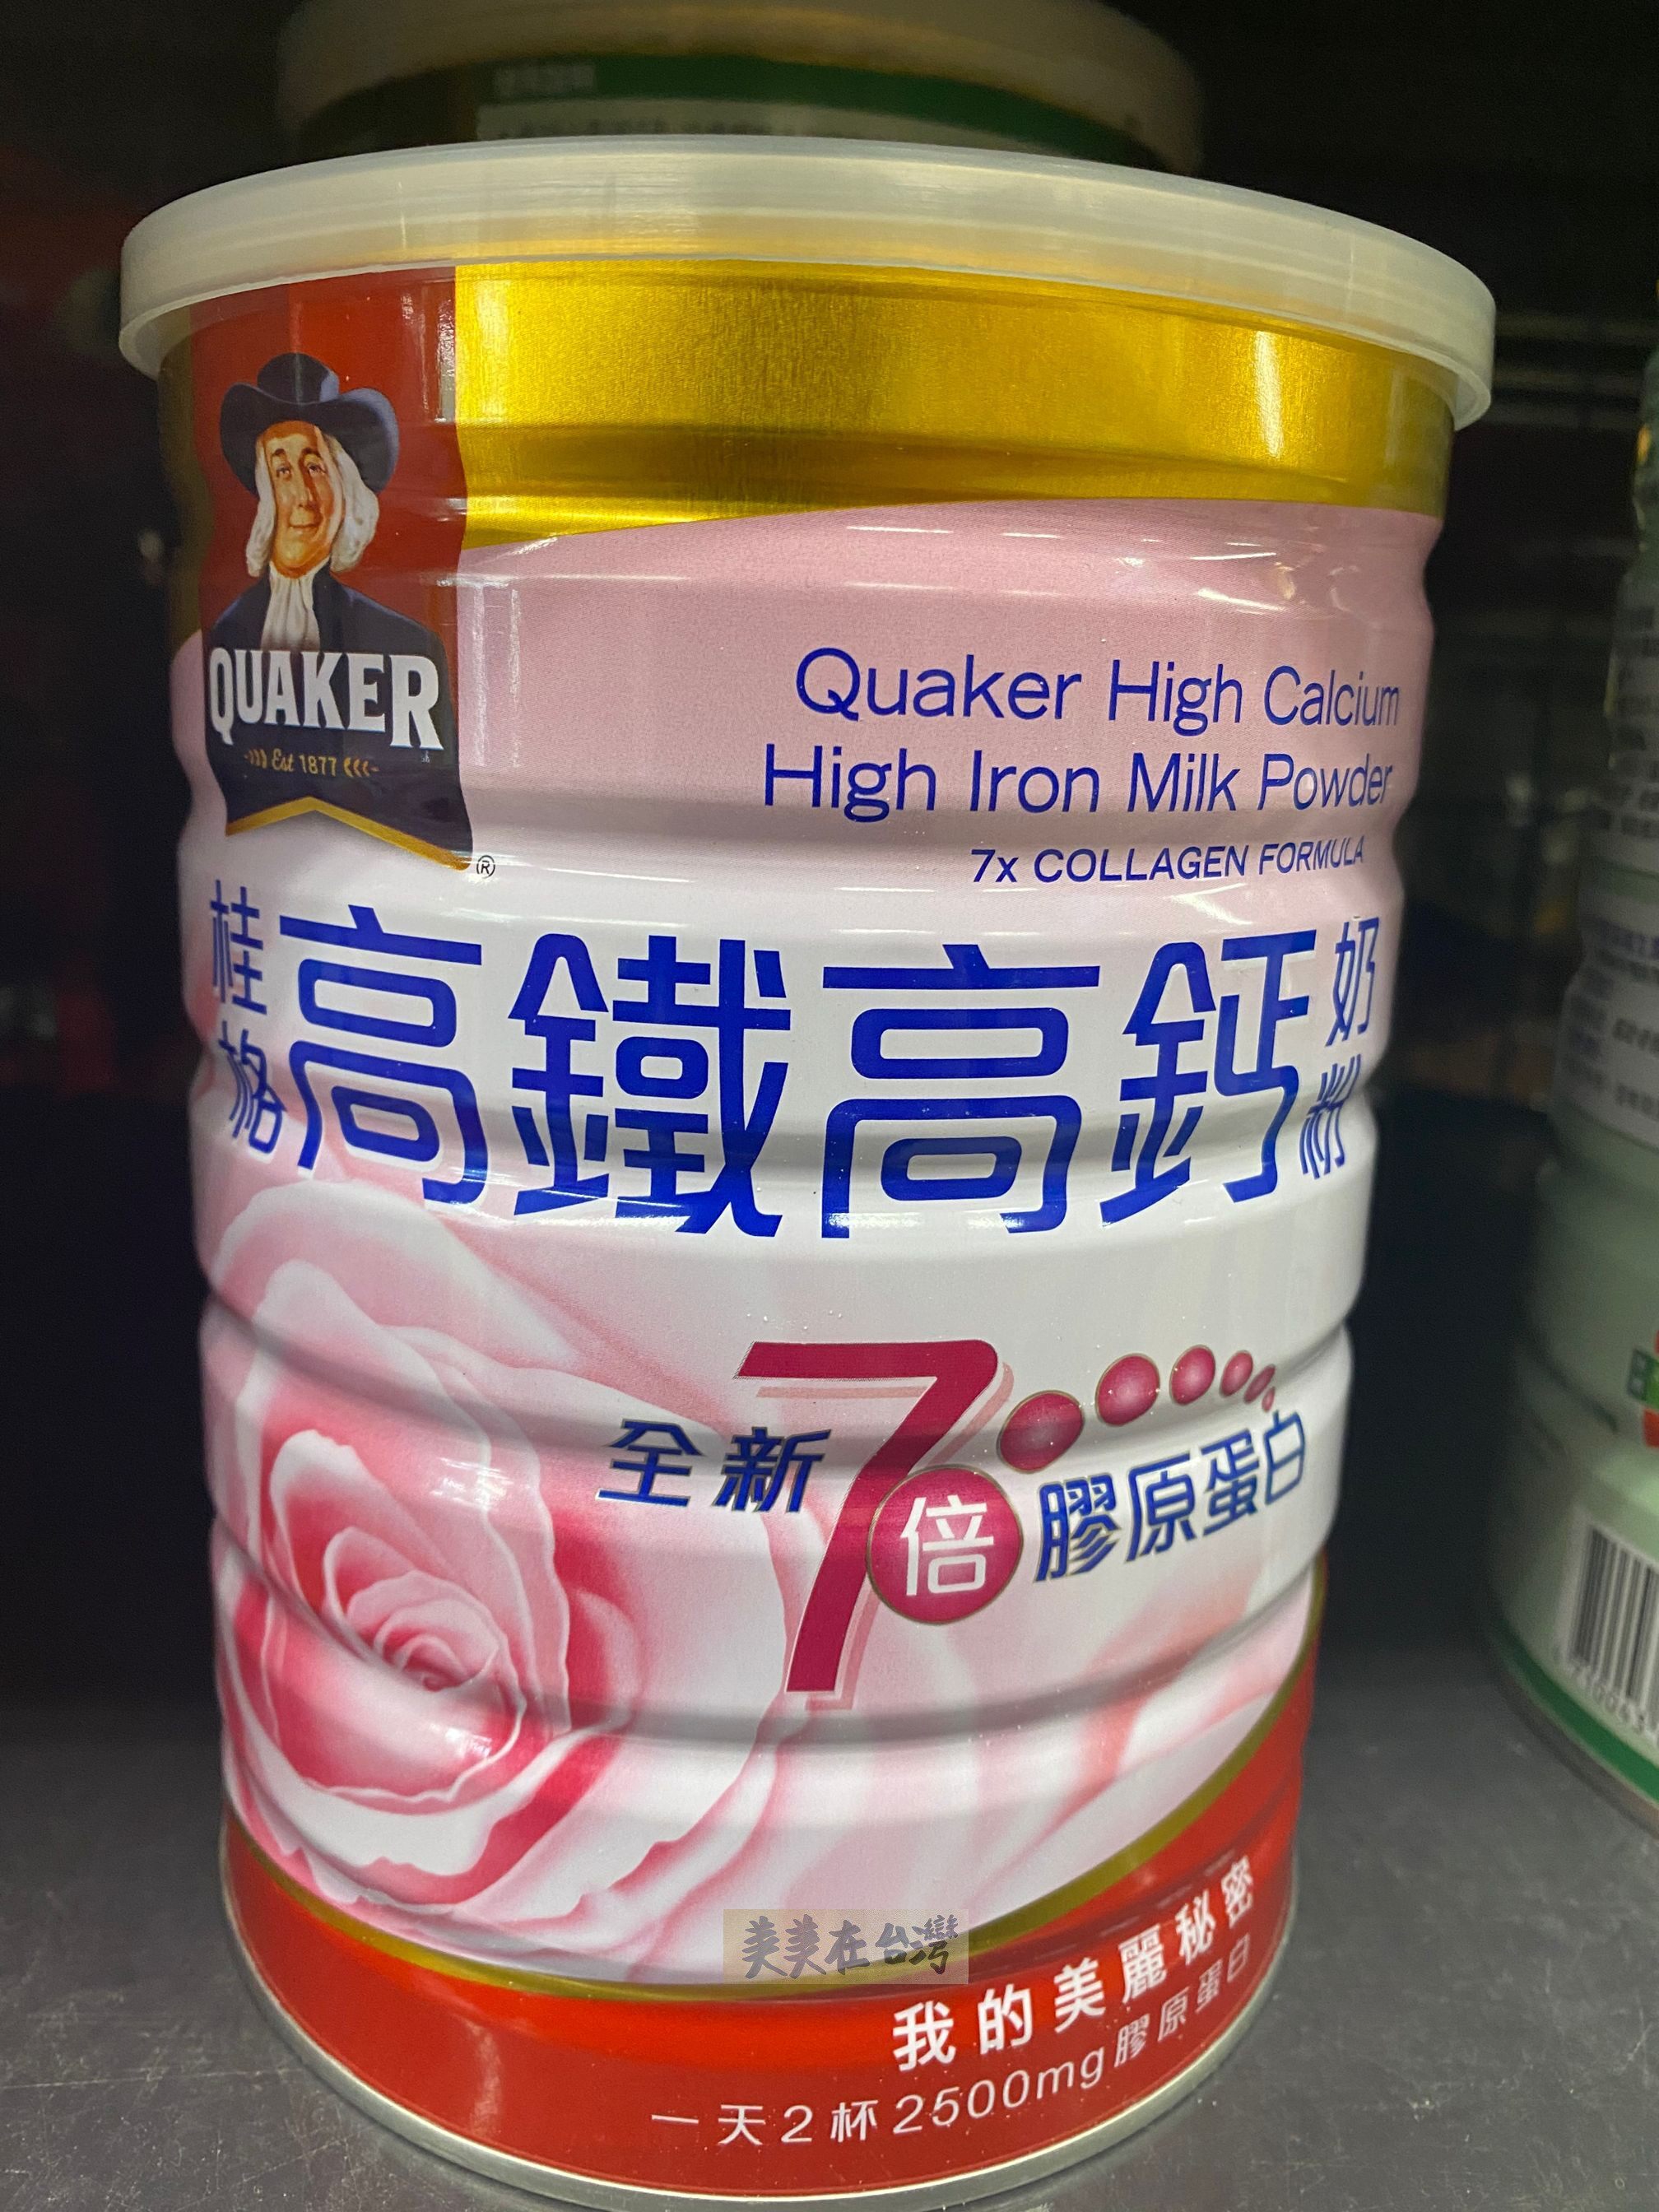 QUAKER
Est 1877
®
Quaker High Calcium
High Iron Milk Powder
7x COLLAGEN FORMULA
桂格高鐵高鈣奶粉
全新7倍膠原蛋白
美美在台灣
我的美麗秘密
一天2杯2500mg膠原蛋白